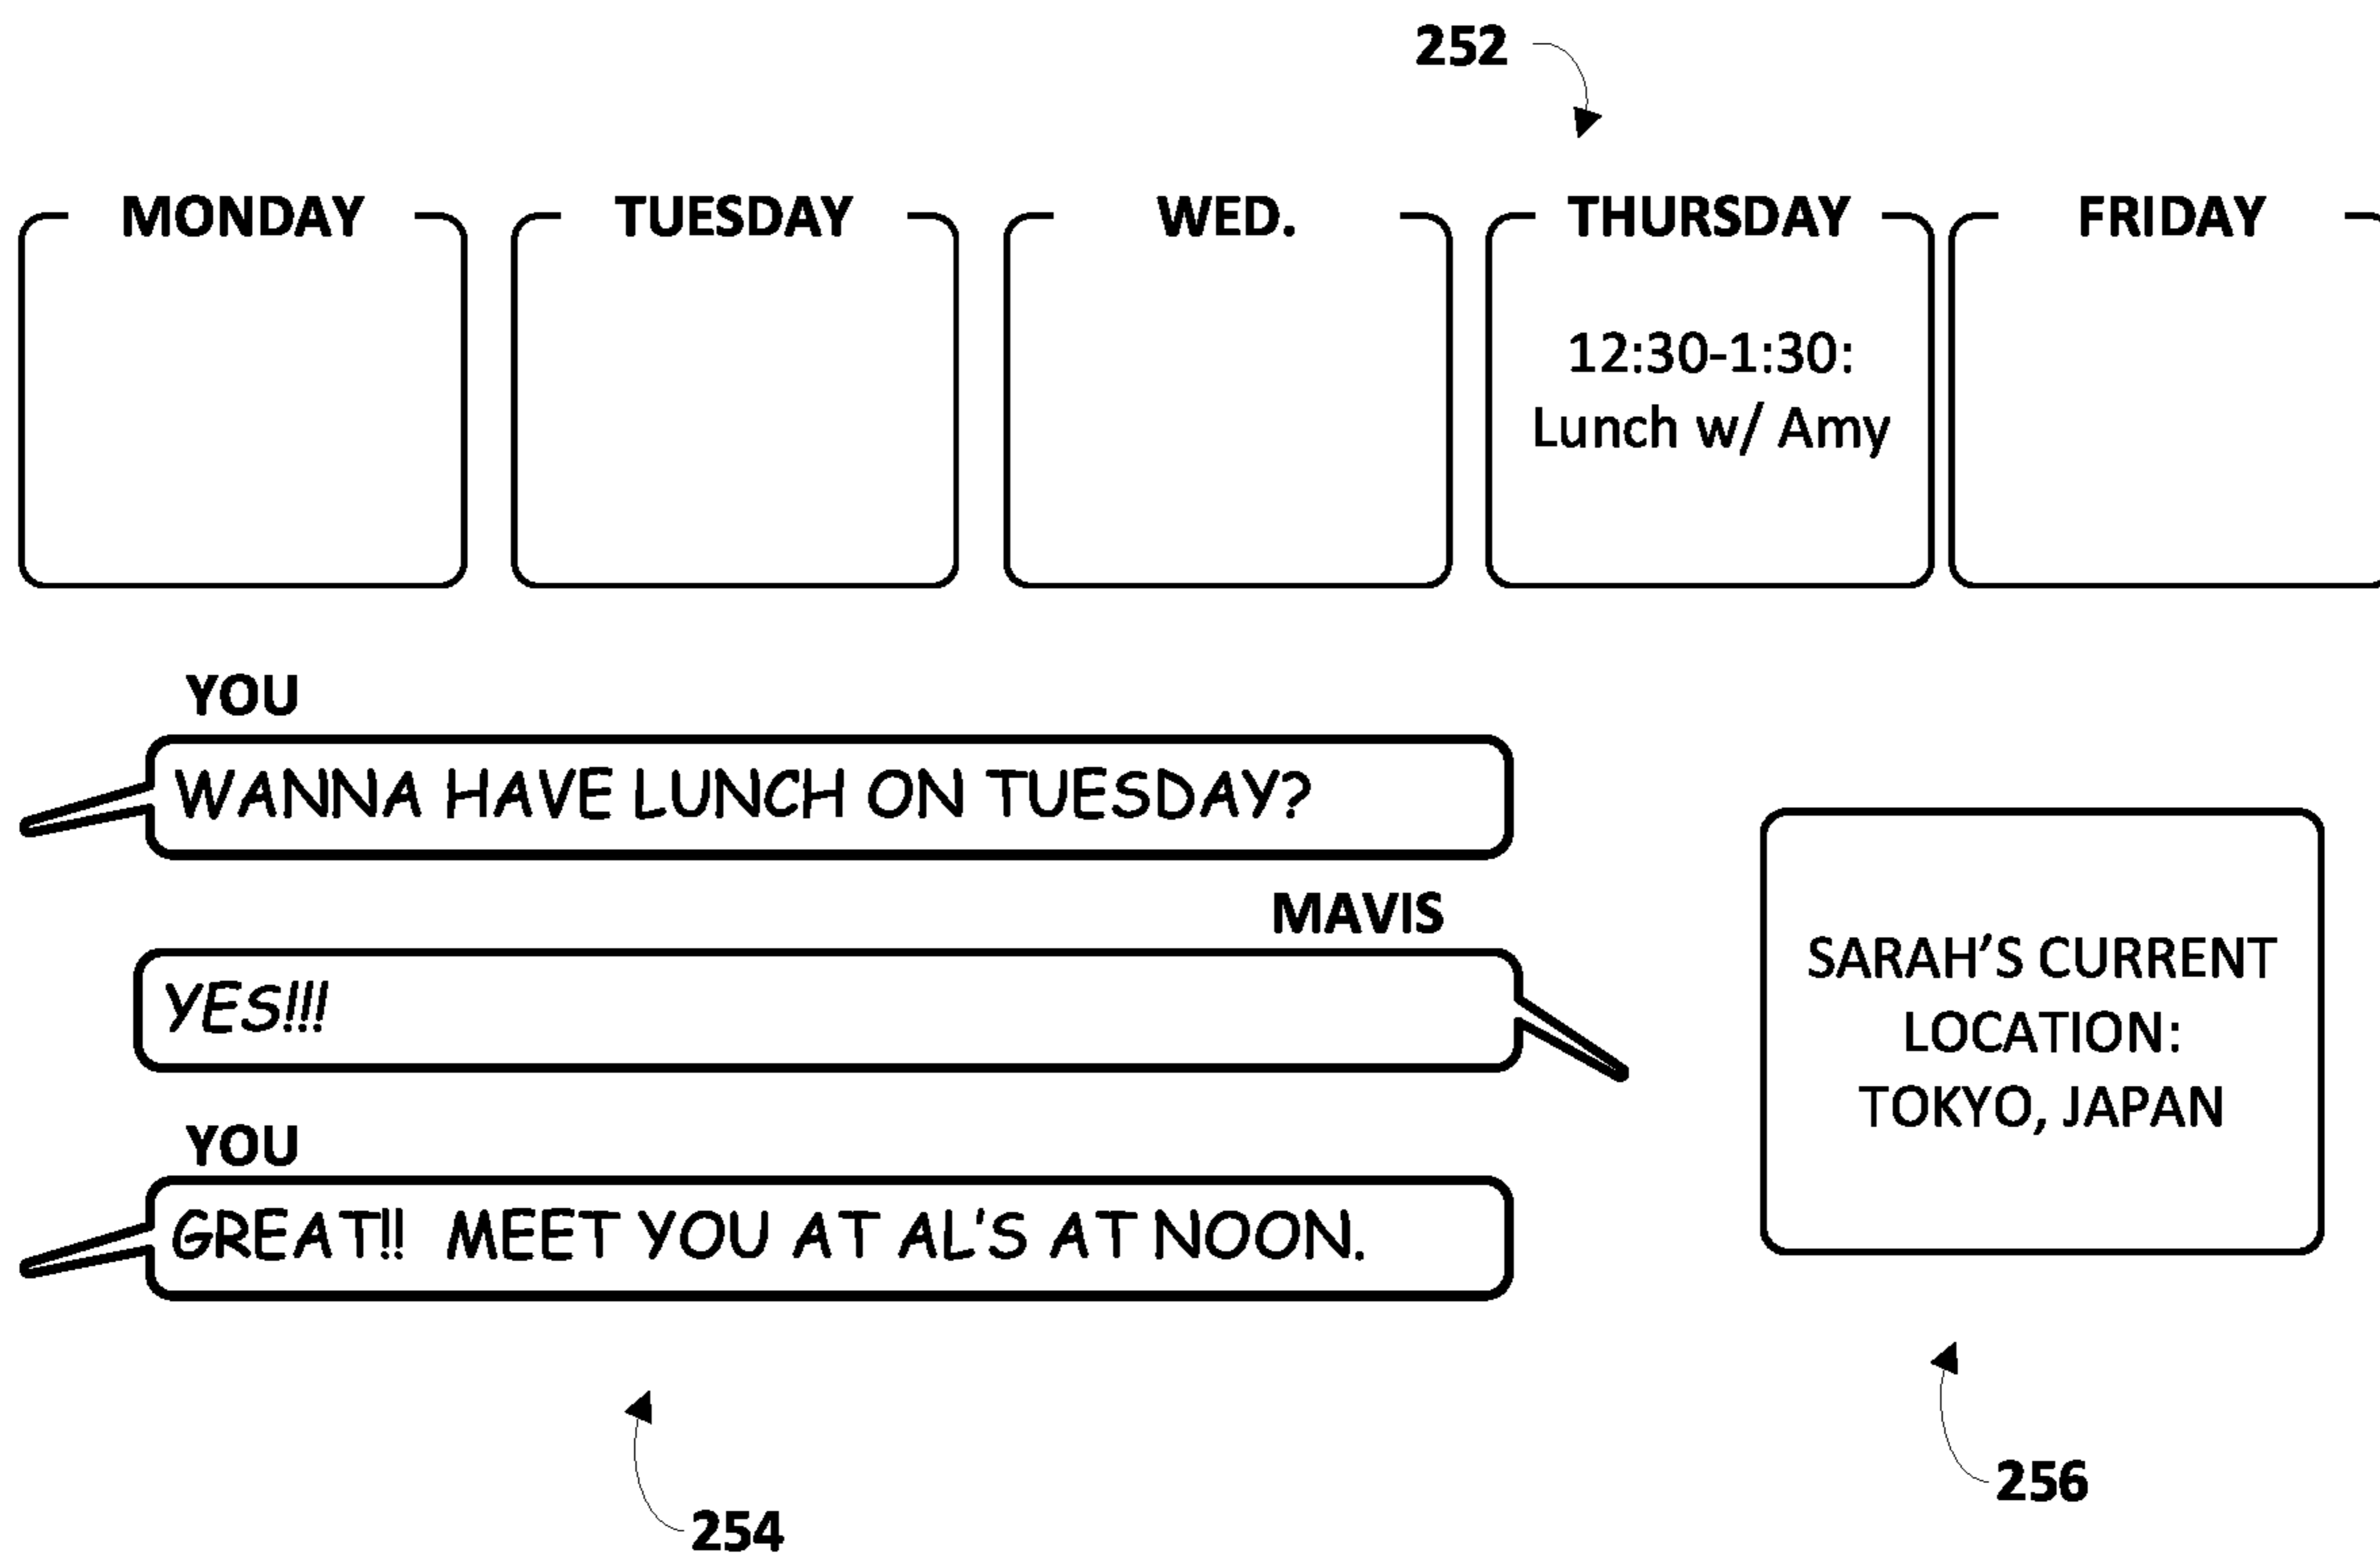 252
MONDAY TUESDAY WED. THURSDAY FRIDAY
12:30-1:30:
Lunch w/ Amy
YOU
WANNA HAVE LUNCH ON TUESDAY?
MAVIS
YES!!!
YOU
GREAT!! MEET YOU AT AL'S AT NOON.
254
SARAH’S CURRENT
LOCATION:
TOKYO, JAPAN
256